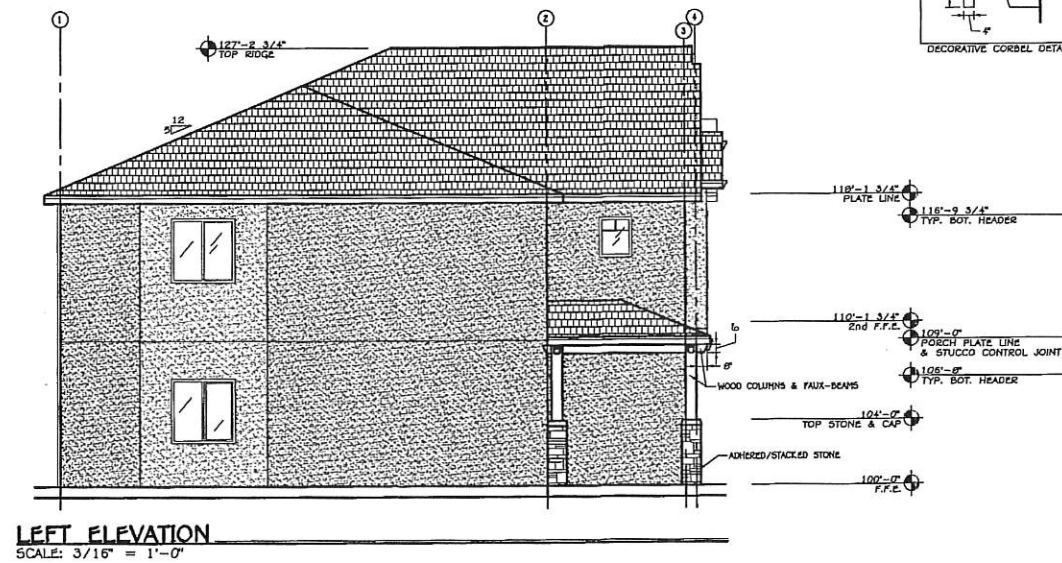 1
2
3
4
4"
DECORATIVE CORBEL DETA
127'-2 3/4"
TOP RIDGE
12
5
118'-1 3/4"
PLATE LINE
116'-9 3/4"
TYP. BOT. HEADER
110'-1 3/4"
2nd F.F.E.
109'-0"
PORCH PLATE LINE
& STUCCO CONTROL JOINT
8"
WOOD COLUMNS & FAUX-BEAMS
106'-8"
TYP. BOT. HEADER
104'-0"
TOP STONE & CAP
ADHERED/STACKED STONE
100'-0"
F.F.E.
LEFT ELEVATION
SCALE: 3/16" = 1'-0"